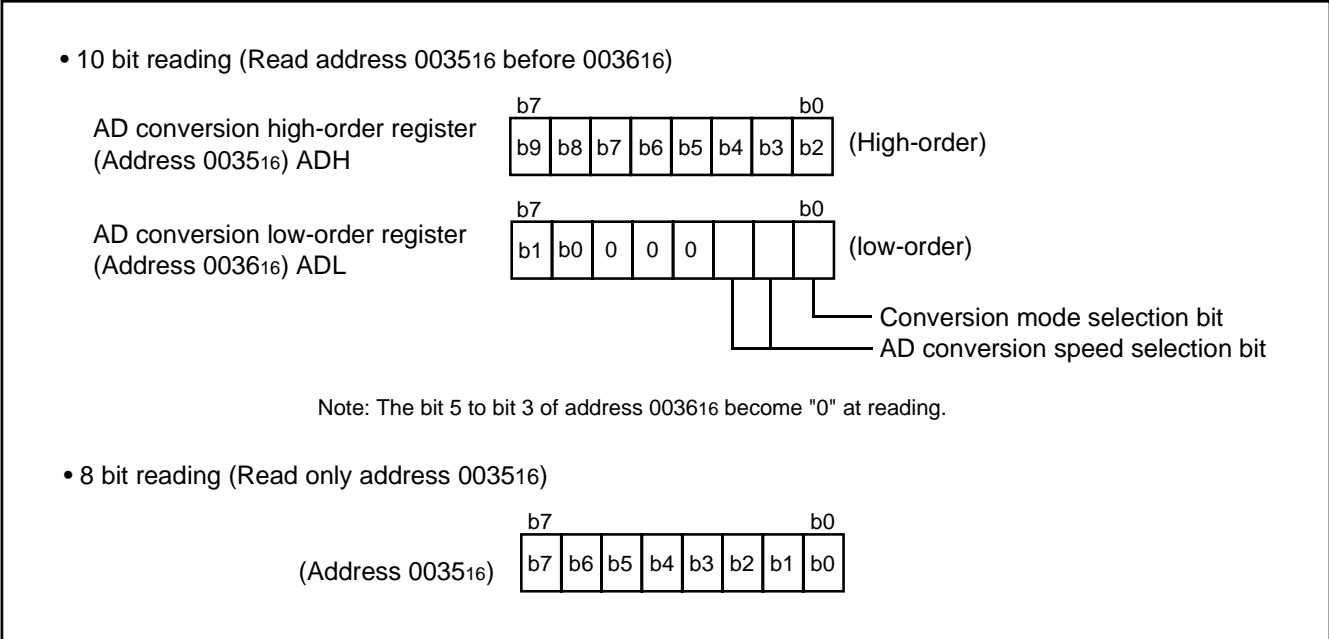 • 10 bit reading (Read address 003516 before 003616)
b7 b0
AD conversion high-order register
(Address 003516) ADH
b9 b8 b7 b6 b5 b4 b3 b2 (High-order)
b7 b0
AD conversion low-order register
(Address 003616) ADL
b1 b0 0 0 0 (low-order)
Conversion mode selection bit
AD conversion speed selection bit
Note: The bit 5 to bit 3 of address 003616 become "0" at reading.
• 8 bit reading (Read only address 003516)
b7 b0
(Address 003516) b7 b6 b5 b4 b3 b2 b1 b0